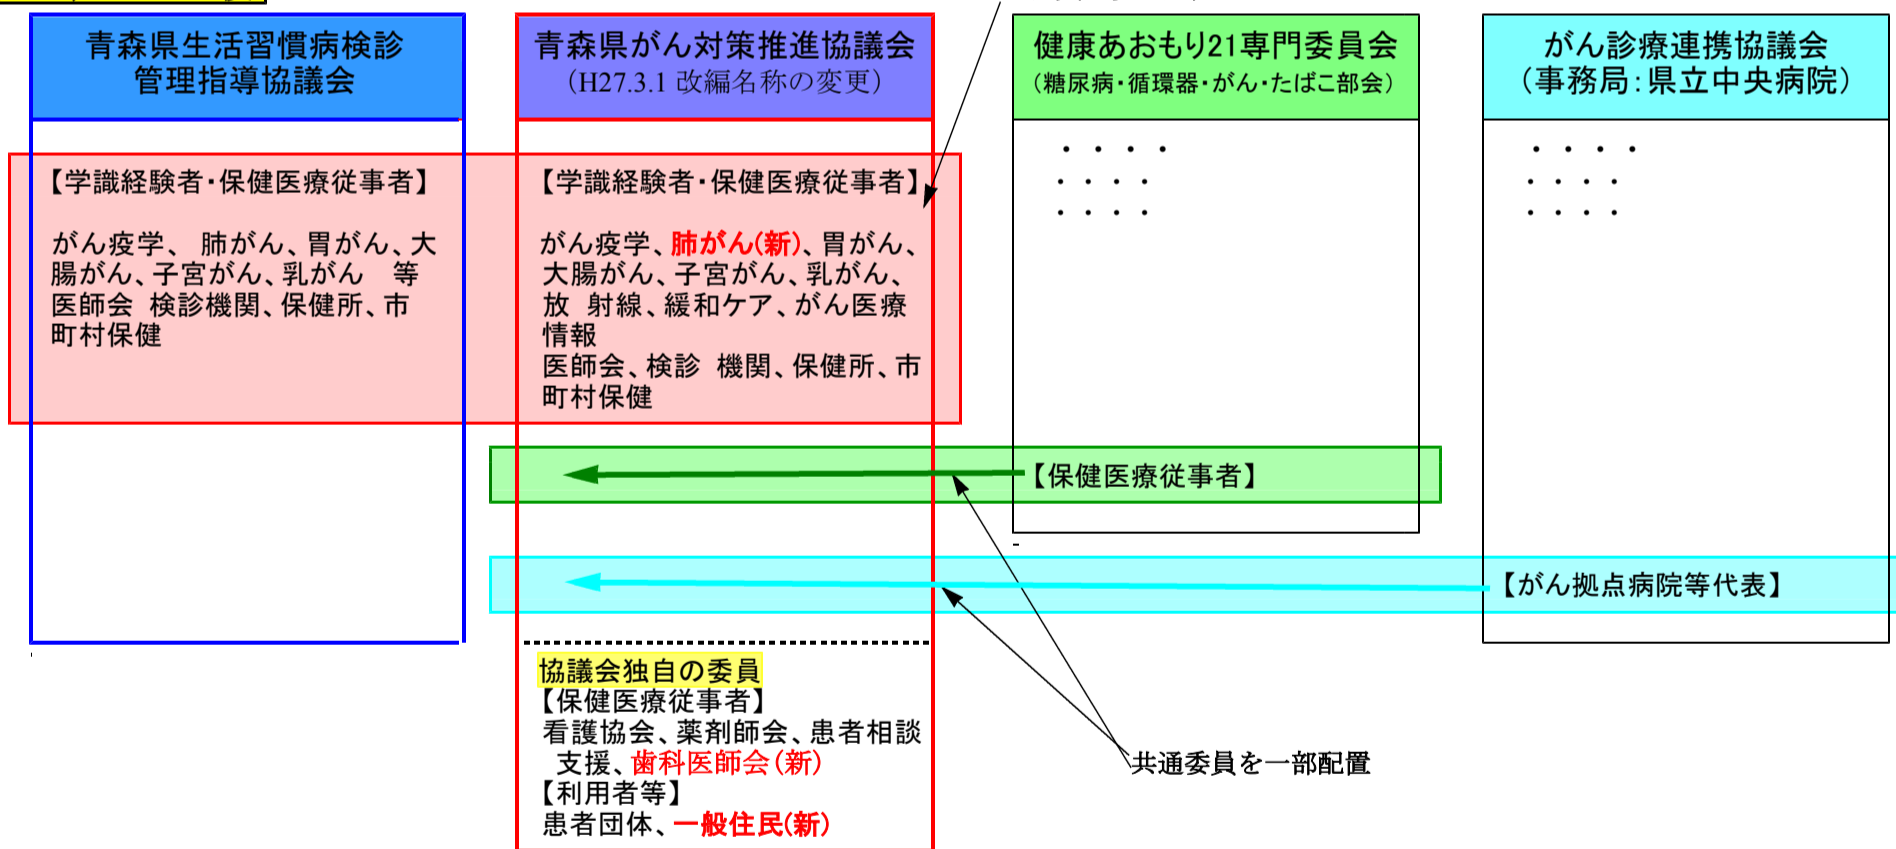 青森県生活習慣病検診
管理指導協議会
青森県がん対策推進協議会
（H27.3.1 改編名称の変更）
健康あおもり21専門委員会
（糖尿病・循環器・がん・たばこ部会）
がん診療連携協議会
（事務局：県立中央病院）
【学識経験者・保健医療従事者】
がん疫学、 肺がん、胃がん、大
腸がん、子宮がん、乳がん　等
医師会 検診機関、保健所、市
町村保健
【学識経験者・保健医療従事者】
がん疫学、肺がん(新)、胃がん、
大腸がん、子宮がん、乳がん、
放 射線、緩和ケア、がん医療
情報
医師会、検診 機関、保健所、市
町村保健
・・・・
・・・・
・・・・
・・・・
・・・・
・・・・
【保健医療従事者】
【がん拠点病院等代表】
協議会独自の委員
【保健医療従事者】
看護協会、薬剤師会、患者相談
支援、歯科医師会（新）
【利用者等】
患者団体、一般住民(新)
共通委員を一部配置